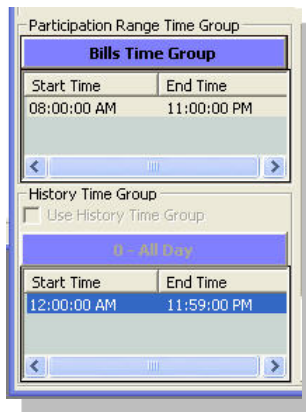 Participation Range Time Group
Bills Time Group
Start Time End Time
08:00:00 AM 11:00:00 PM
History Time Group
Use History Time Group
0 - All Day
Start Time End Time
12:00:00 AM 11:59:00 PM